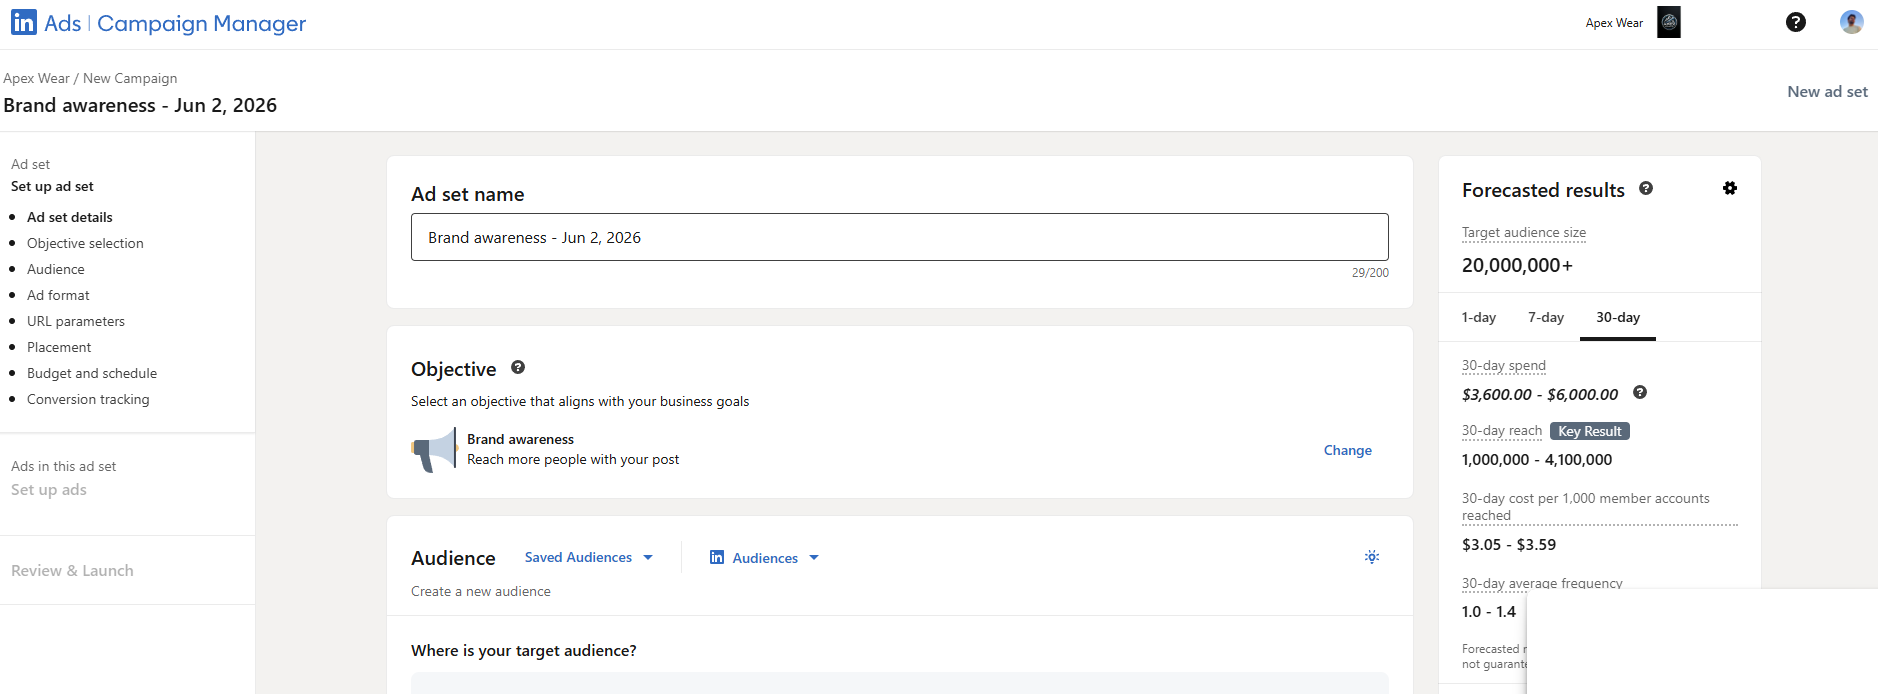 in Ads | Campaign Manager
Apex Wear
Apex Wear / New Campaign
Brand awareness - Jun 2, 2026
New ad set
Ad set
Set up ad set
Ad set details
Objective selection
Audience
Ad format
URL parameters
Placement
Budget and schedule
Conversion tracking
Ads in this ad set
Set up ads
Review & Launch
Ad set name
Brand awareness - Jun 2, 2026
29/200
Objective
Select an objective that aligns with your business goals
Brand awareness
Reach more people with your post
Change
Audience
Saved Audiences
in Audiences
Create a new audience
Where is your target audience?
Forecasted results
Target audience size
20,000,000+
1-day 7-day 30-day
30-day spend
$3,600.00 - $6,000.00
30-day reach Key Result
1,000,000 - 4,100,000
30-day cost per 1,000 member accounts
reached
$3.05 - $3.59
30-day average frequency
1.0 - 1.4
Forecasted
not